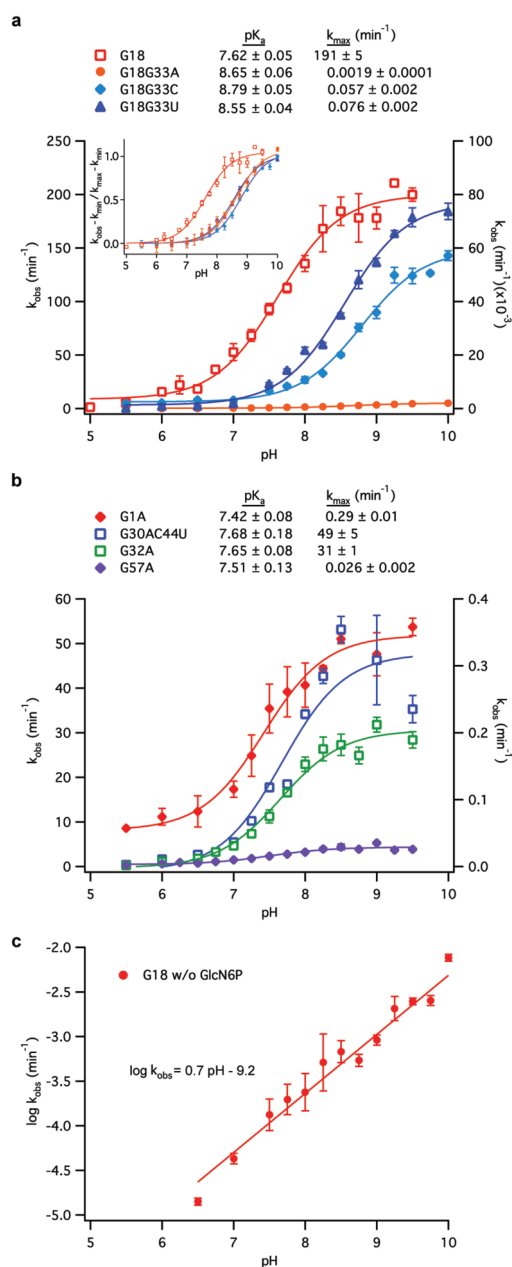 a
pKa kmax (min-1)
G18 7.62 ± 0.05 191 ± 5
G18G33A 8.65 ± 0.06 0.0019 ± 0.0001
G18G33C 8.79 ± 0.05 0.057 ± 0.002
G18G33U 8.55 ± 0.04 0.076 ± 0.002
250
200
150
100
50
0
kobs (min-1)
100
80
60
40
20
0
kobs (min-1)(x10-3)
1.0
0.5
0.0
kobs - kmin / kmax - kmin
5 6 7 8 9 10
pH
5 6 7 8 9 10
pH
b
pKa kmax (min-1)
G1A 7.42 ± 0.08 0.29 ± 0.01
G30AC44U 7.68 ± 0.18 49 ± 5
G32A 7.65 ± 0.08 31 ± 1
G57A 7.51 ± 0.13 0.026 ± 0.002
60
50
40
30
20
10
0
kobs (min-1)
0.4
0.3
0.2
0.1
0.0
kobs (min-1)
5 6 7 8 9 10
pH
c
-2.0
-2.5
-3.0
-3.5
-4.0
-4.5
-5.0
log kobs (min-1)
G18 w/o GlcN6P
log kobs= 0.7 pH - 9.2
5 6 7 8 9 10
pH